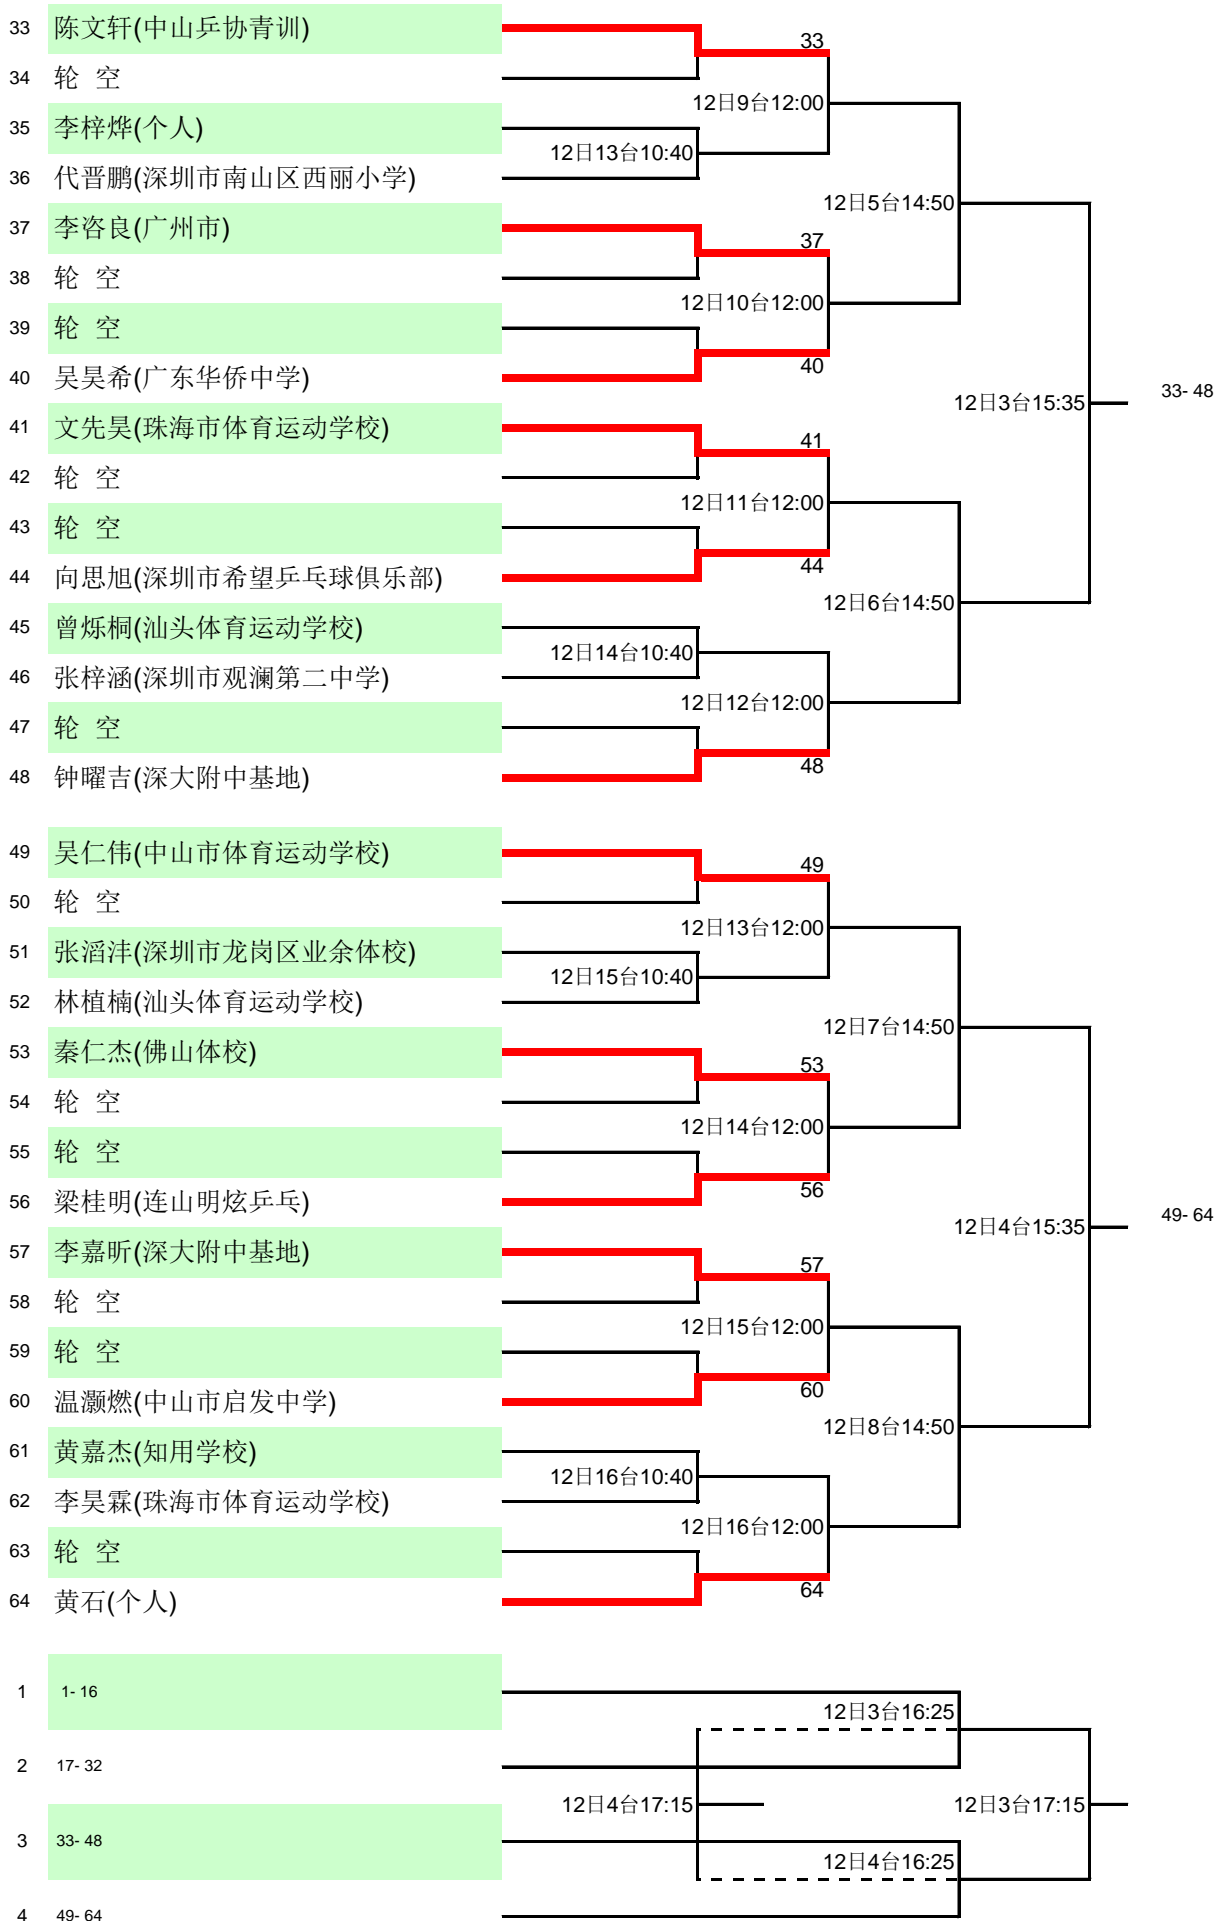 33 陈文轩(中山乒协青训)
33
34 轮 空
12日9台12:00
35 李梓烨(个人)
12日13台10:40
36 代晋鹏(深圳市南山区西丽小学)
12日5台14:50
37 李咨良(广州市)
37
38 轮 空
12日10台12:00
39 轮 空
40
40 吴昊希(广东华侨中学)
12日3台15:35
33- 48
41 文先昊(珠海市体育运动学校)
41
42 轮 空
12日11台12:00
43 轮 空
44
44 向思旭(深圳市希望乒乓球俱乐部)
12日6台14:50
45 曾烁桐(汕头体育运动学校)
12日14台10:40
46 张梓涵(深圳市观澜第二中学)
12日12台12:00
47 轮 空
48
48 钟曜吉(深大附中基地)
49 吴仁伟(中山市体育运动学校)
49
50 轮 空
12日13台12:00
51 张滔沣(深圳市龙岗区业余体校)
12日15台10:40
52 林植楠(汕头体育运动学校)
12日7台14:50
53 秦仁杰(佛山体校)
53
54 轮 空
12日14台12:00
55 轮 空
56
56 梁桂明(连山明炫乒乓)
12日4台15:35
49- 64
57 李嘉昕(深大附中基地)
57
58 轮 空
12日15台12:00
59 轮 空
60
60 温灏燃(中山市启发中学)
12日8台14:50
61 黄嘉杰(知用学校)
12日16台10:40
62 李昊霖(珠海市体育运动学校)
12日16台12:00
63 轮 空
64
64 黄石(个人)
1 1- 16
12日3台16:25
2 17- 32
12日4台17:15
12日3台17:15
3 33- 48
12日4台16:25
4 49- 64